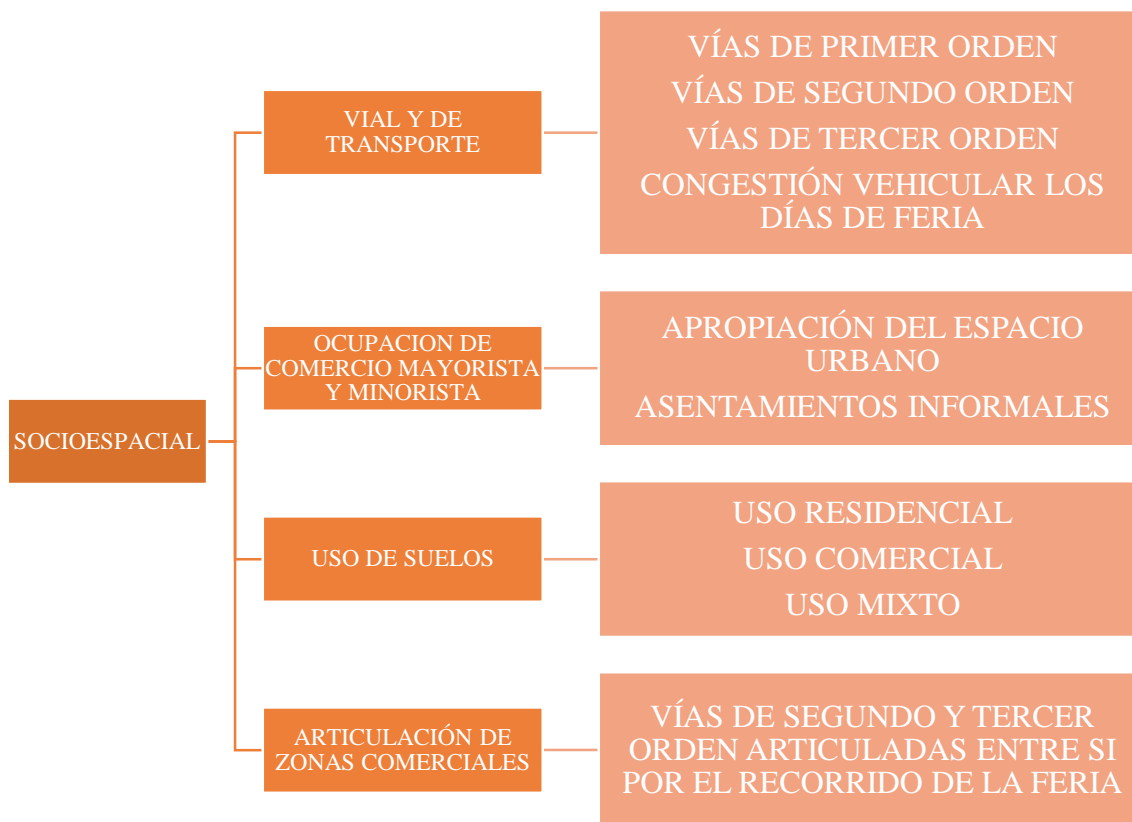 SOCIOESPACIAL
VIAL Y DE
TRANSPORTE
VÍAS DE PRIMER ORDEN
VÍAS DE SEGUNDO ORDEN
VÍAS DE TERCER ORDEN
CONGESTIÓN VEHICULAR LOS
DÍAS DE FERIA
OCUPACION DE
COMERCIO MAYORISTA
Y MINORISTA
APROPIACIÓN DEL ESPACIO
URBANO
ASENTAMIENTOS INFORMALES
USO DE SUELOS
USO RESIDENCIAL
USO COMERCIAL
USO MIXTO
ARTICULACIÓN DE
ZONAS COMERCIALES
VÍAS DE SEGUNDO Y TERCER
ORDEN ARTICULADAS ENTRE SI
POR EL RECORRIDO DE LA FERIA